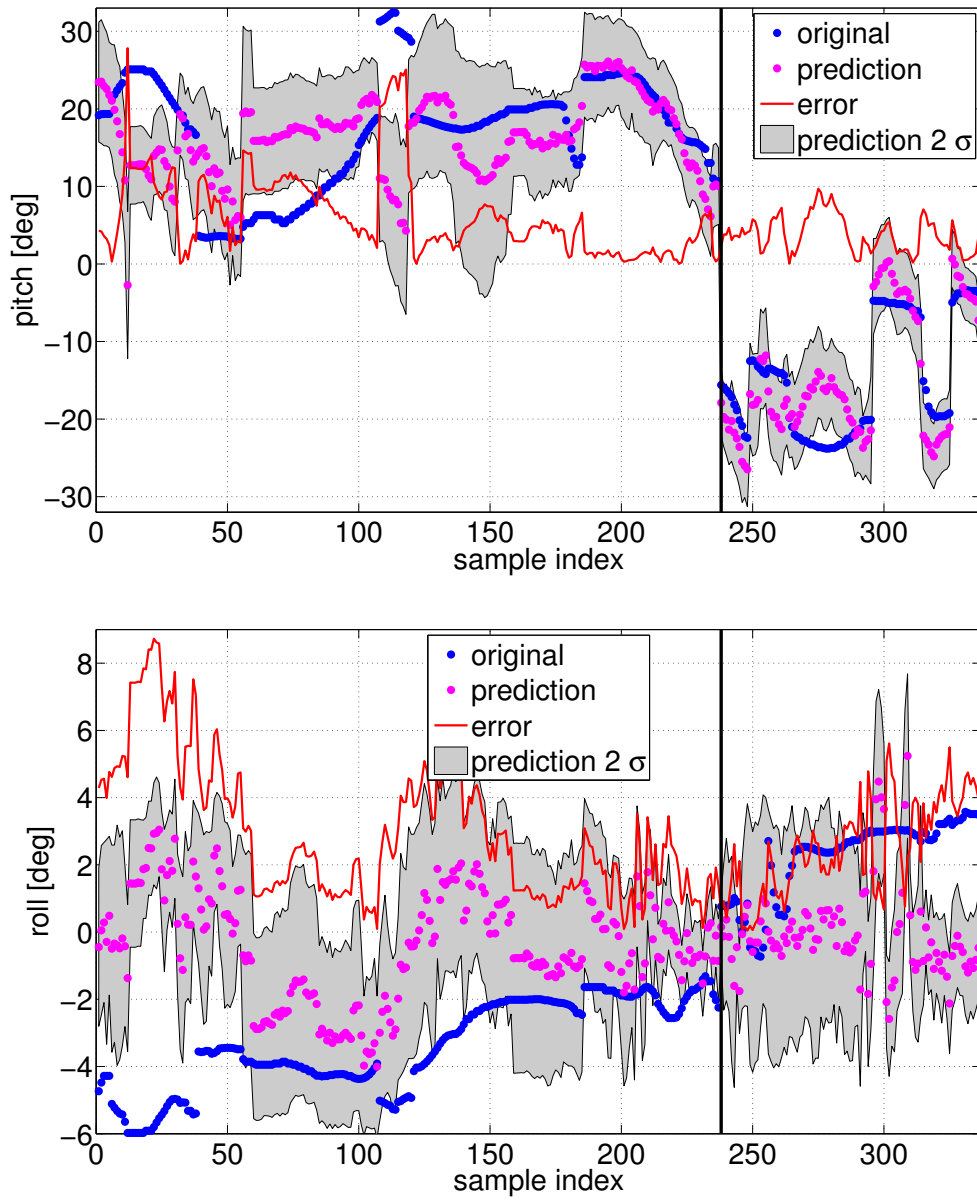 30
20
10
0
−10
−20
−30
pitch [deg]
original
prediction
error
prediction 2 σ
0 50 100 150 200 250 300
sample index
8
6
4
2
0
−2
−4
−6
roll [deg]
original
prediction
error
prediction 2 σ
0 50 100 150 200 250 300
sample index